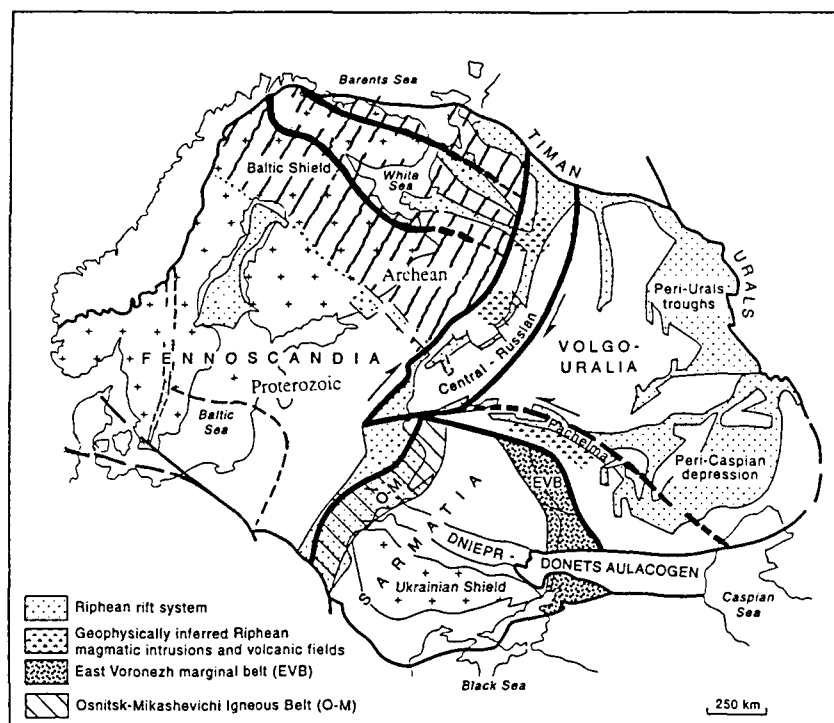 Barents Sea
TIMAN
Baltic Shield
White Sea
Archean
URALS
Peri-Urals
troughs
VOLGO-
URALIA
Central - Russian
FENNOSCANDIA
Proterozoic
Baltic
Sea
Pachelma
Peri-Caspian
depression
O-M
EVB
SARMATIA
DNIEPR-
DONETS AULACOGEN
Ukrainian Shield
Caspian
Sea
Black Sea
250 km
Riphean rift system
Geophysically inferred Riphean
magmatic intrusions and volcanic fields
East Voronezh marginal belt (EVB)
Osnitsk-Mikashevichi Igneous Belt (O-M)